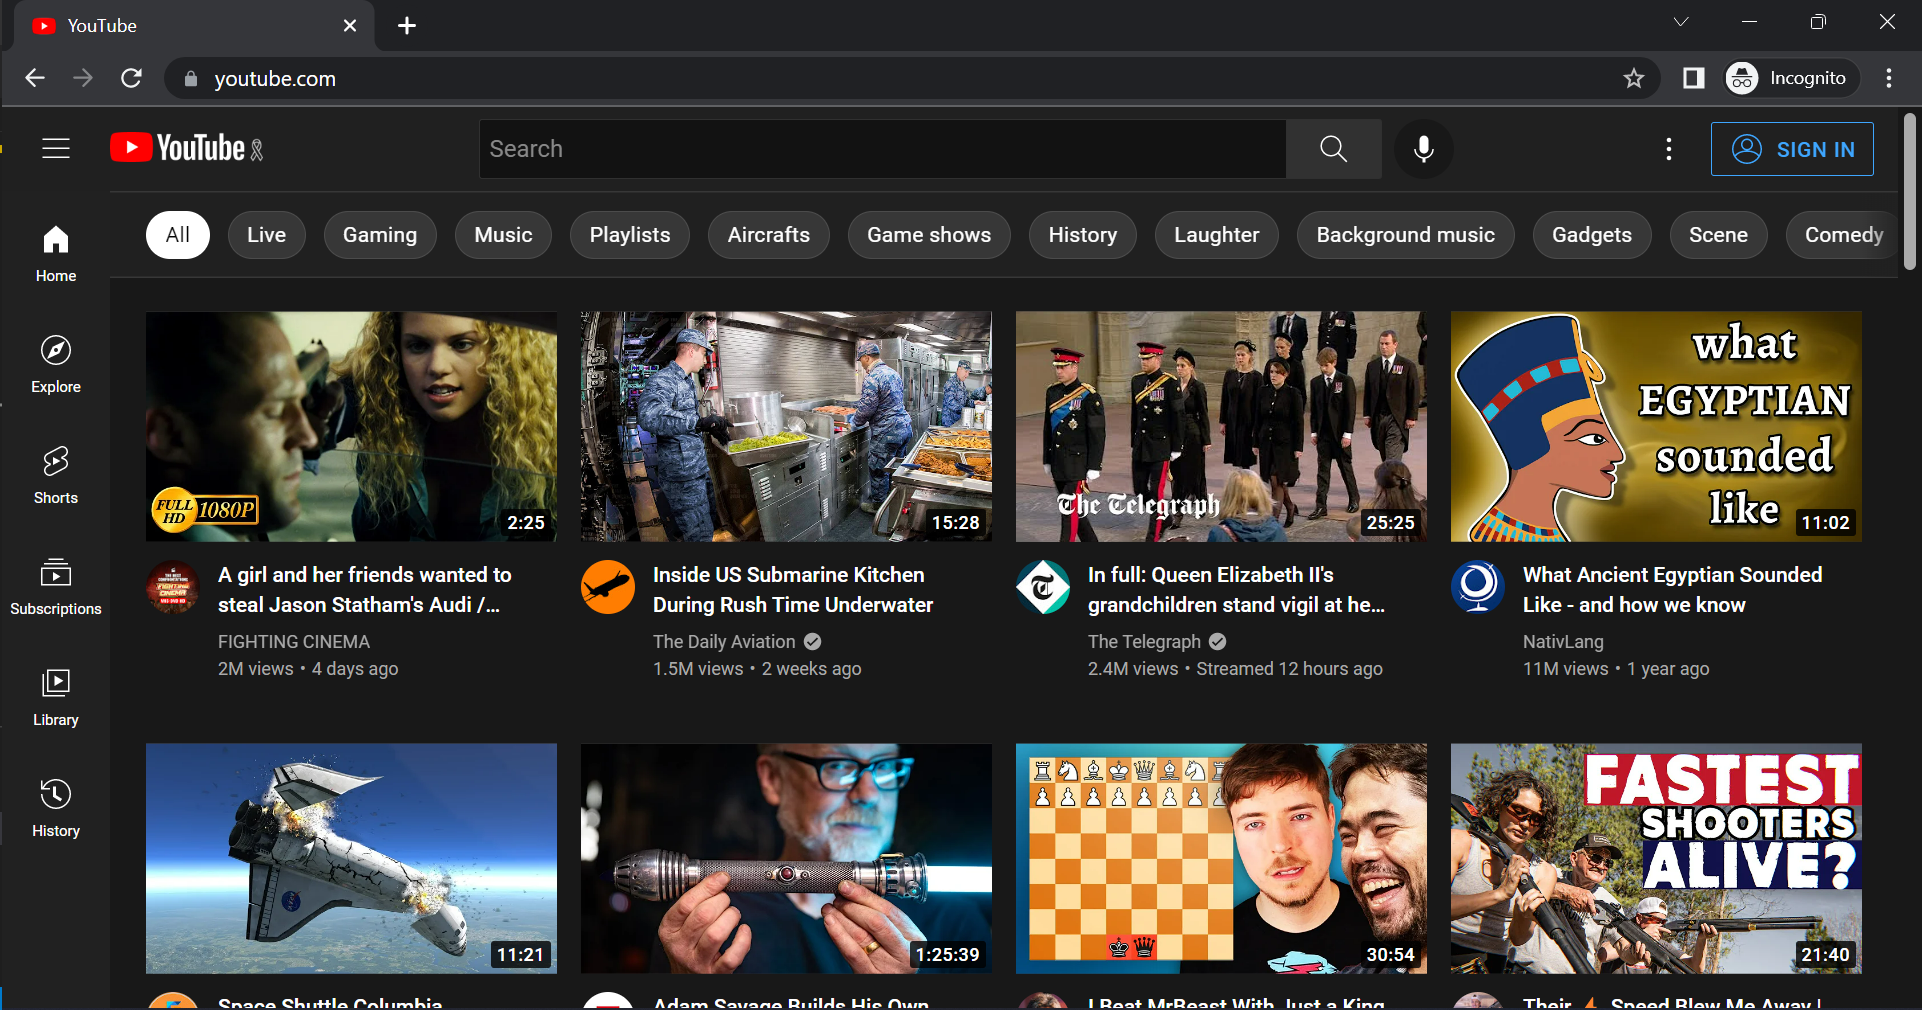 YouTube
youtube.com
Incognito
YouTube
Search
SIGN IN
All
Live
Gaming
Music
Playlists
Aircrafts
Game shows
History
Laughter
Background music
Gadgets
Scene
Comedy
Home
Explore
Shorts
Subscriptions
Library
History
FULL HD 1080P
2:25
A girl and her friends wanted to
steal Jason Statham's Audi /...
FIGHTING CINEMA
2M views • 4 days ago
15:28
Inside US Submarine Kitchen
During Rush Time Underwater
The Daily Aviation
1.5M views • 2 weeks ago
The Telegraph
25:25
In full: Queen Elizabeth II's
grandchildren stand vigil at he...
The Telegraph
2.4M views • Streamed 12 hours ago
what
EGYPTIAN
sounded
like
11:02
What Ancient Egyptian Sounded
Like - and how we know
NativLang
11M views • 1 year ago
11:21
Space Shuttle Columbia
1:25:39
Adam Savage Builds His Own
30:54
I Beat MrBeast With Just a King
FASTEST
SHOOTERS
ALIVE?
21:40
Their ⚡ Speed Blew Me Away |